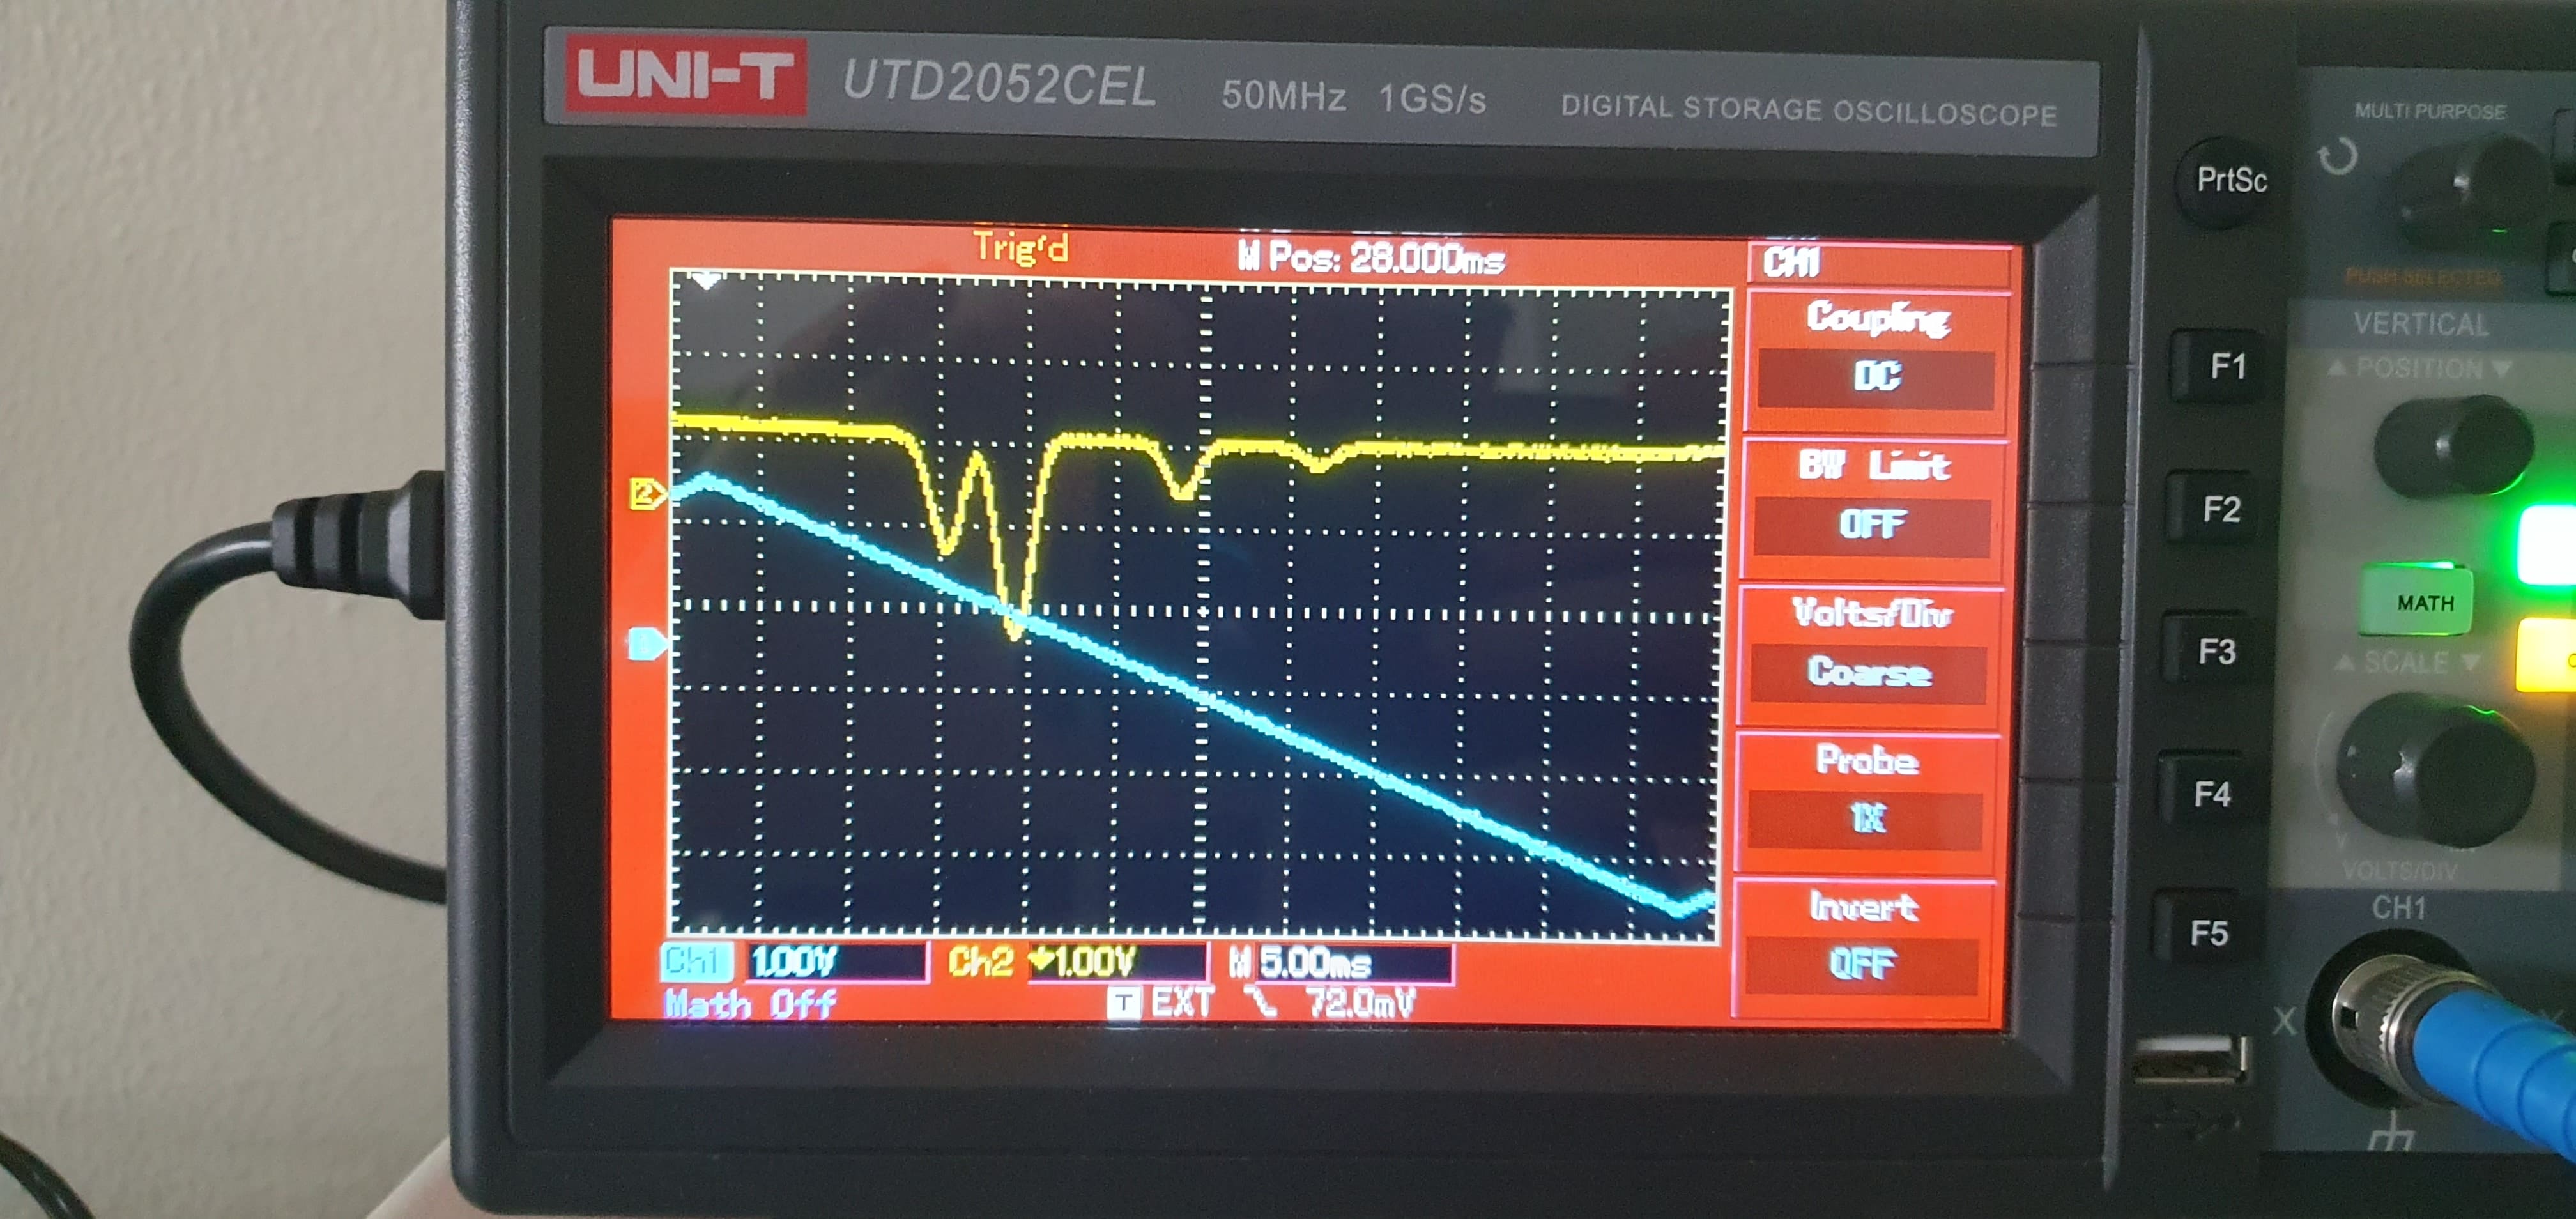 UNI-T UTD2052CEL 50MHz 1GS/s DIGITAL STORAGE OSCILLOSCOPE
MULTI PURPOSE
PrtSc
PUSH SELECTED
Trig'd M Pos: 28.000ms CH1
Coupling
DC
F1
VERTICAL
▲ POSITION ▼
BW Limit
OFF
F2
2
Volts/Div
Coarse
F3
MATH
▲ SCALE ▼
Probe
1X
F4
VOLTS/DIV
CH1
Invert
OFF
F5
Ch1 1.00V Ch2 1.00V M 5.00ms
Math Off T EXT 72.0mV
X